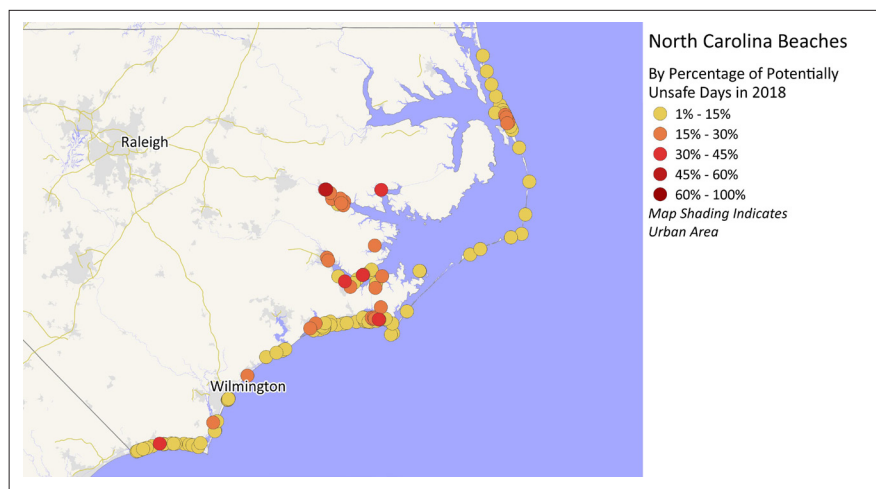 North Carolina Beaches
By Percentage of Potentially
Unsafe Days in 2018
1% - 15%
15% - 30%
30% - 45%
45% - 60%
60% - 100%
Map Shading Indicates
Urban Area
Raleigh
Wilmington